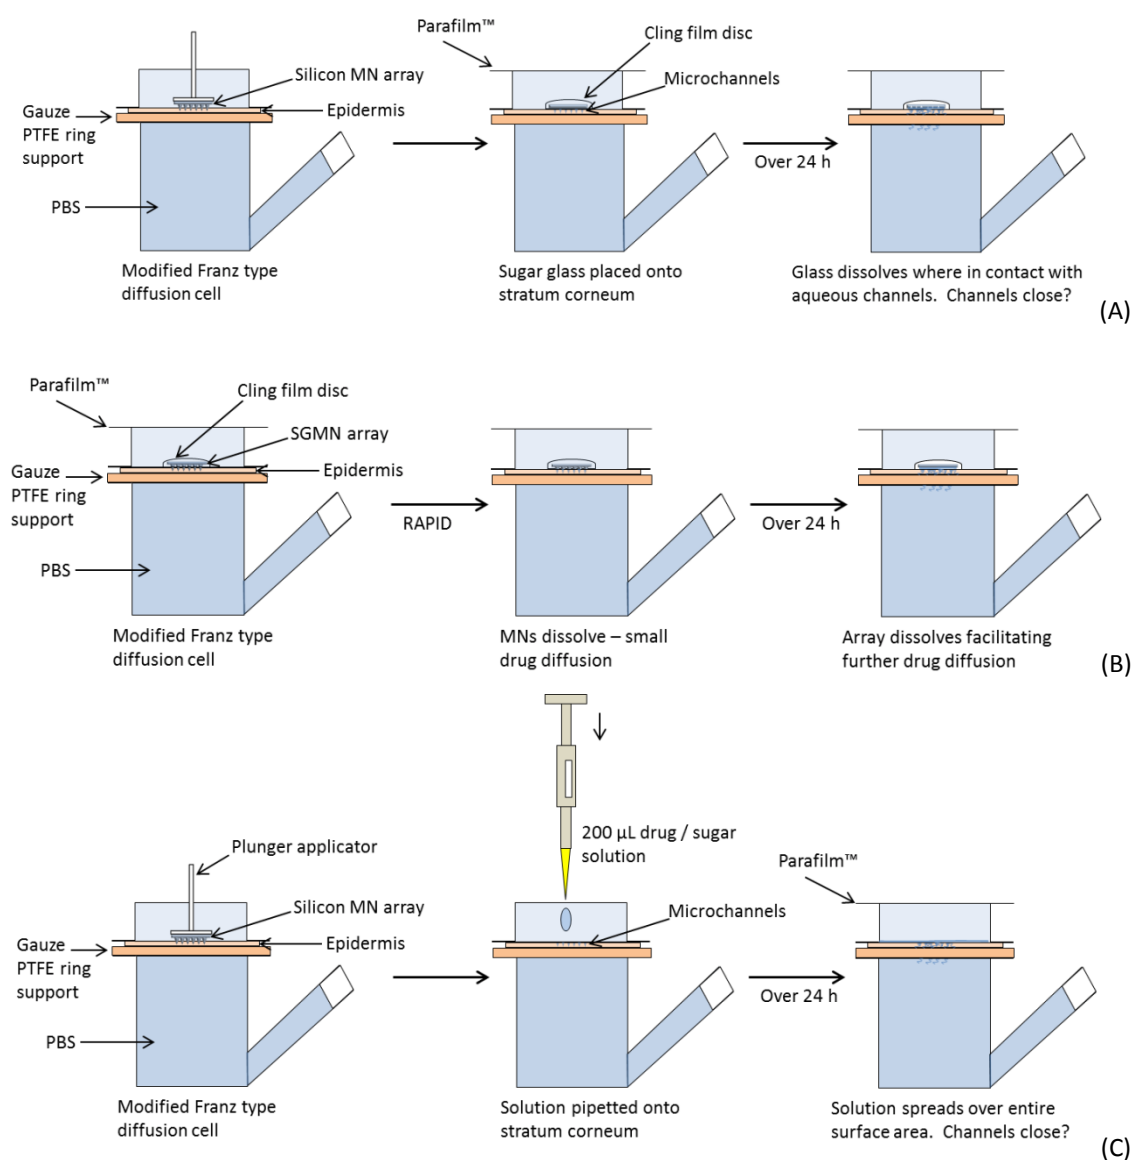 Parafilm™
Cling film disc
Silicon MN array
Microchannels
Epidermis
Gauze
PTFE ring
support
Over 24 h
PBS
Modified Franz type
diffusion cell
Sugar glass placed onto
stratum corneum
Glass dissolves where in contact with
aqueous channels.  Channels close?
(A)
Parafilm™
Cling film disc
SGMN array
Epidermis
Gauze
PTFE ring
support
RAPID
Over 24 h
PBS
Modified Franz type
diffusion cell
MNs dissolve – small
drug diffusion
Array dissolves facilitating
further drug diffusion
(B)
200 µL drug / sugar
solution
Plunger applicator
Parafilm™
Silicon MN array
Microchannels
Epidermis
Gauze
PTFE ring
support
Over 24 h
PBS
Modified Franz type
diffusion cell
Solution pipetted onto
stratum corneum
Solution spreads over entire
surface area.  Channels close?
(C)